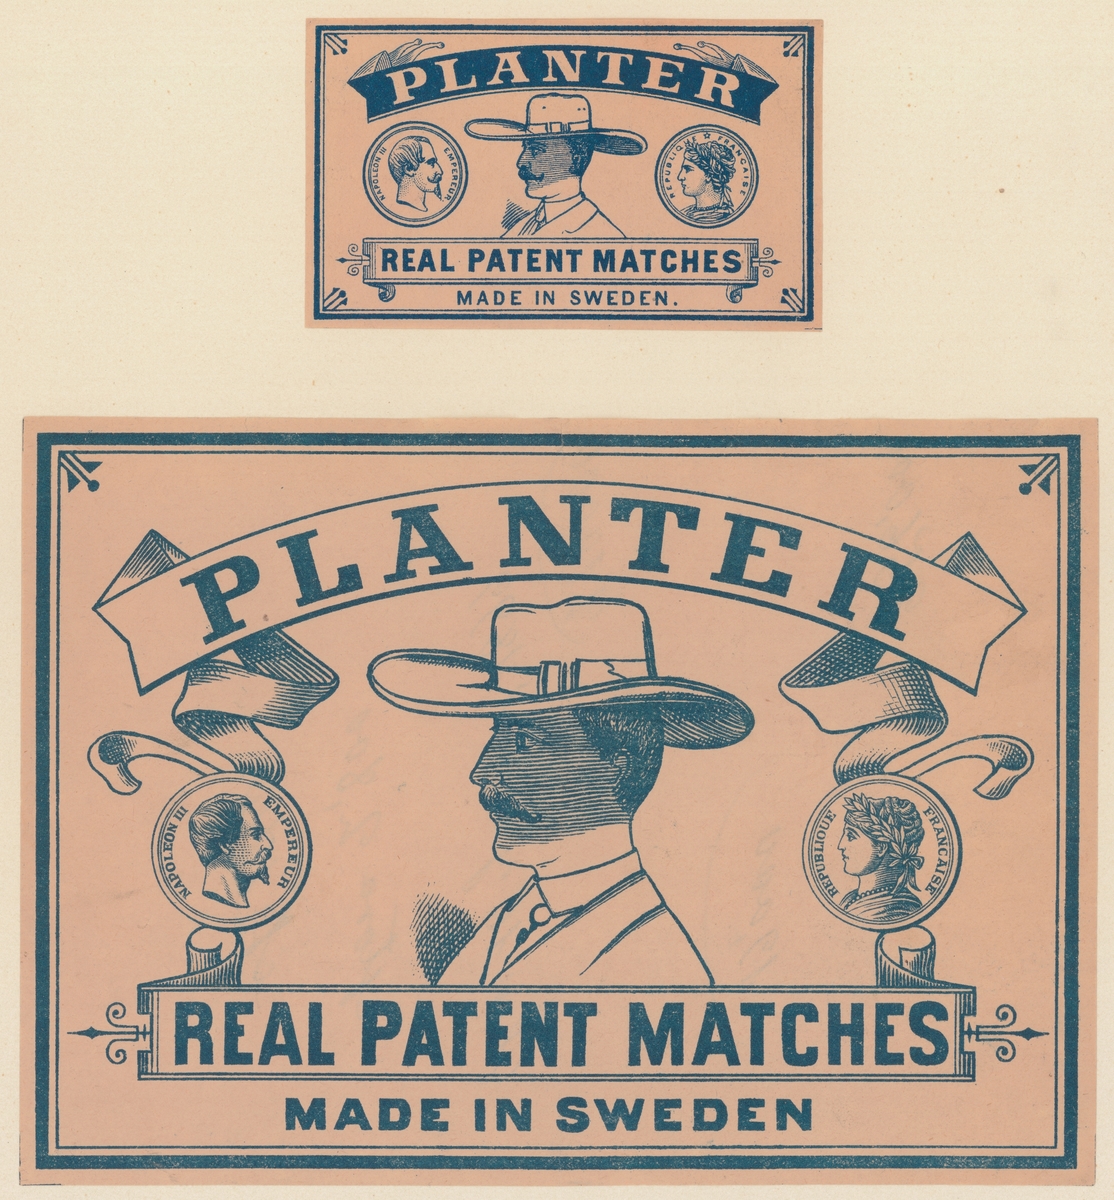 PLANTER
NAPOLEON III EMPEREUR
REPUBLIQUE ☆ FRANÇAISE
REAL PATENT MATCHES
MADE IN SWEDEN.
PLANTER
NAPOLEON III EMPEREUR
REPUBLIQUE FRANÇAISE
REAL PATENT MATCHES
MADE IN SWEDEN